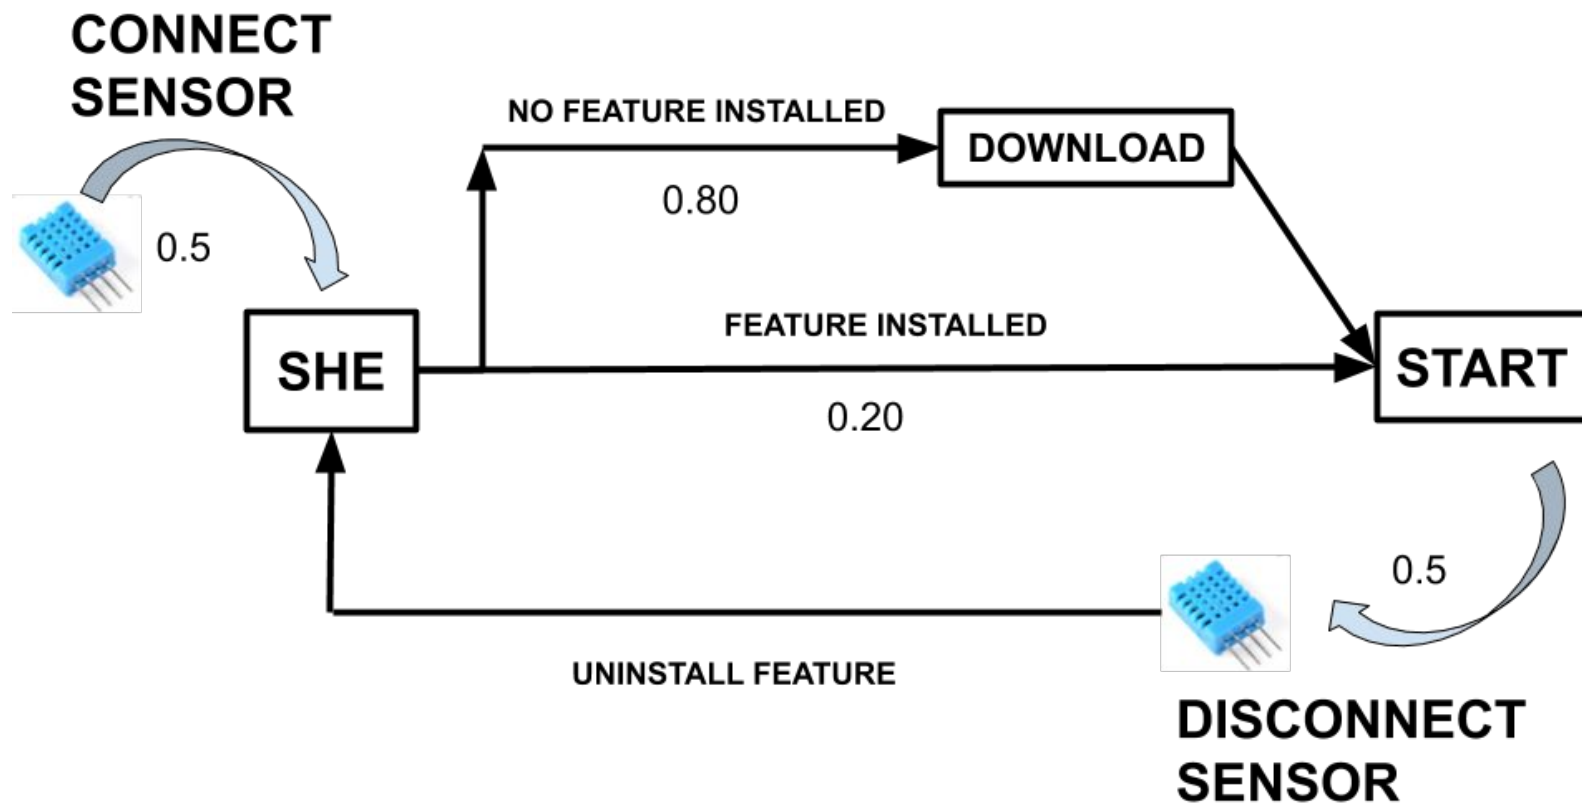 CONNECT
SENSOR
NO FEATURE INSTALLED
DOWNLOAD
0.80
0.5
FEATURE INSTALLED
SHE
START
0.20
0.5
UNINSTALL FEATURE
DISCONNECT
SENSOR